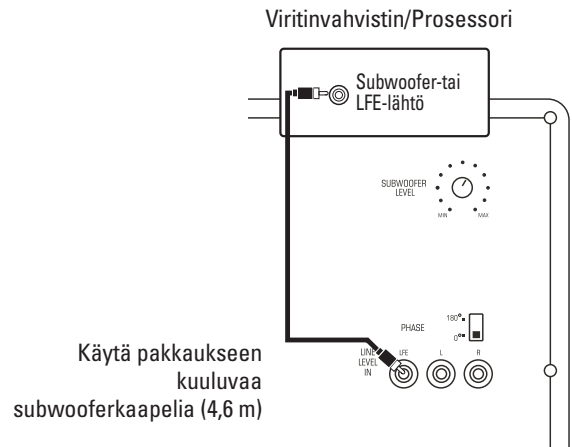 Viritinvahvistin/Prosessori
Subwoofer-tai
LFE-lähtö
SUBWOOFER
LEVEL
MIN
MAX
PHASE
180°
0°
LINE
LEVEL
IN
LFE
L
R
Käytä pakkaukseen
kuuluvaa
subwooferkaapelia (4,6 m)